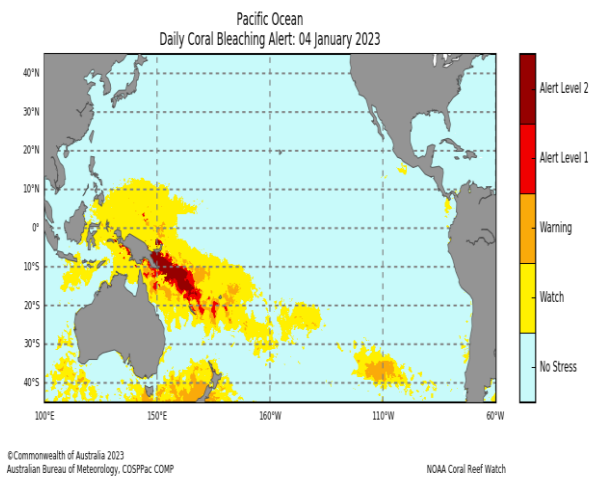 Pacific Ocean
Daily Coral Bleaching Alert: 04 January 2023
40°N
30°N
20°N
10°N
0°
10°S
20°S
30°S
40°S
100°E
150°E
160°W
110°W
60°W
Alert Level 2
Alert Level 1
Warning
Watch
No Stress
©Commonwealth of Australia 2023
Australian Bureau of Meteorology, COSPPac COMP
NOAA Coral Reef Watch